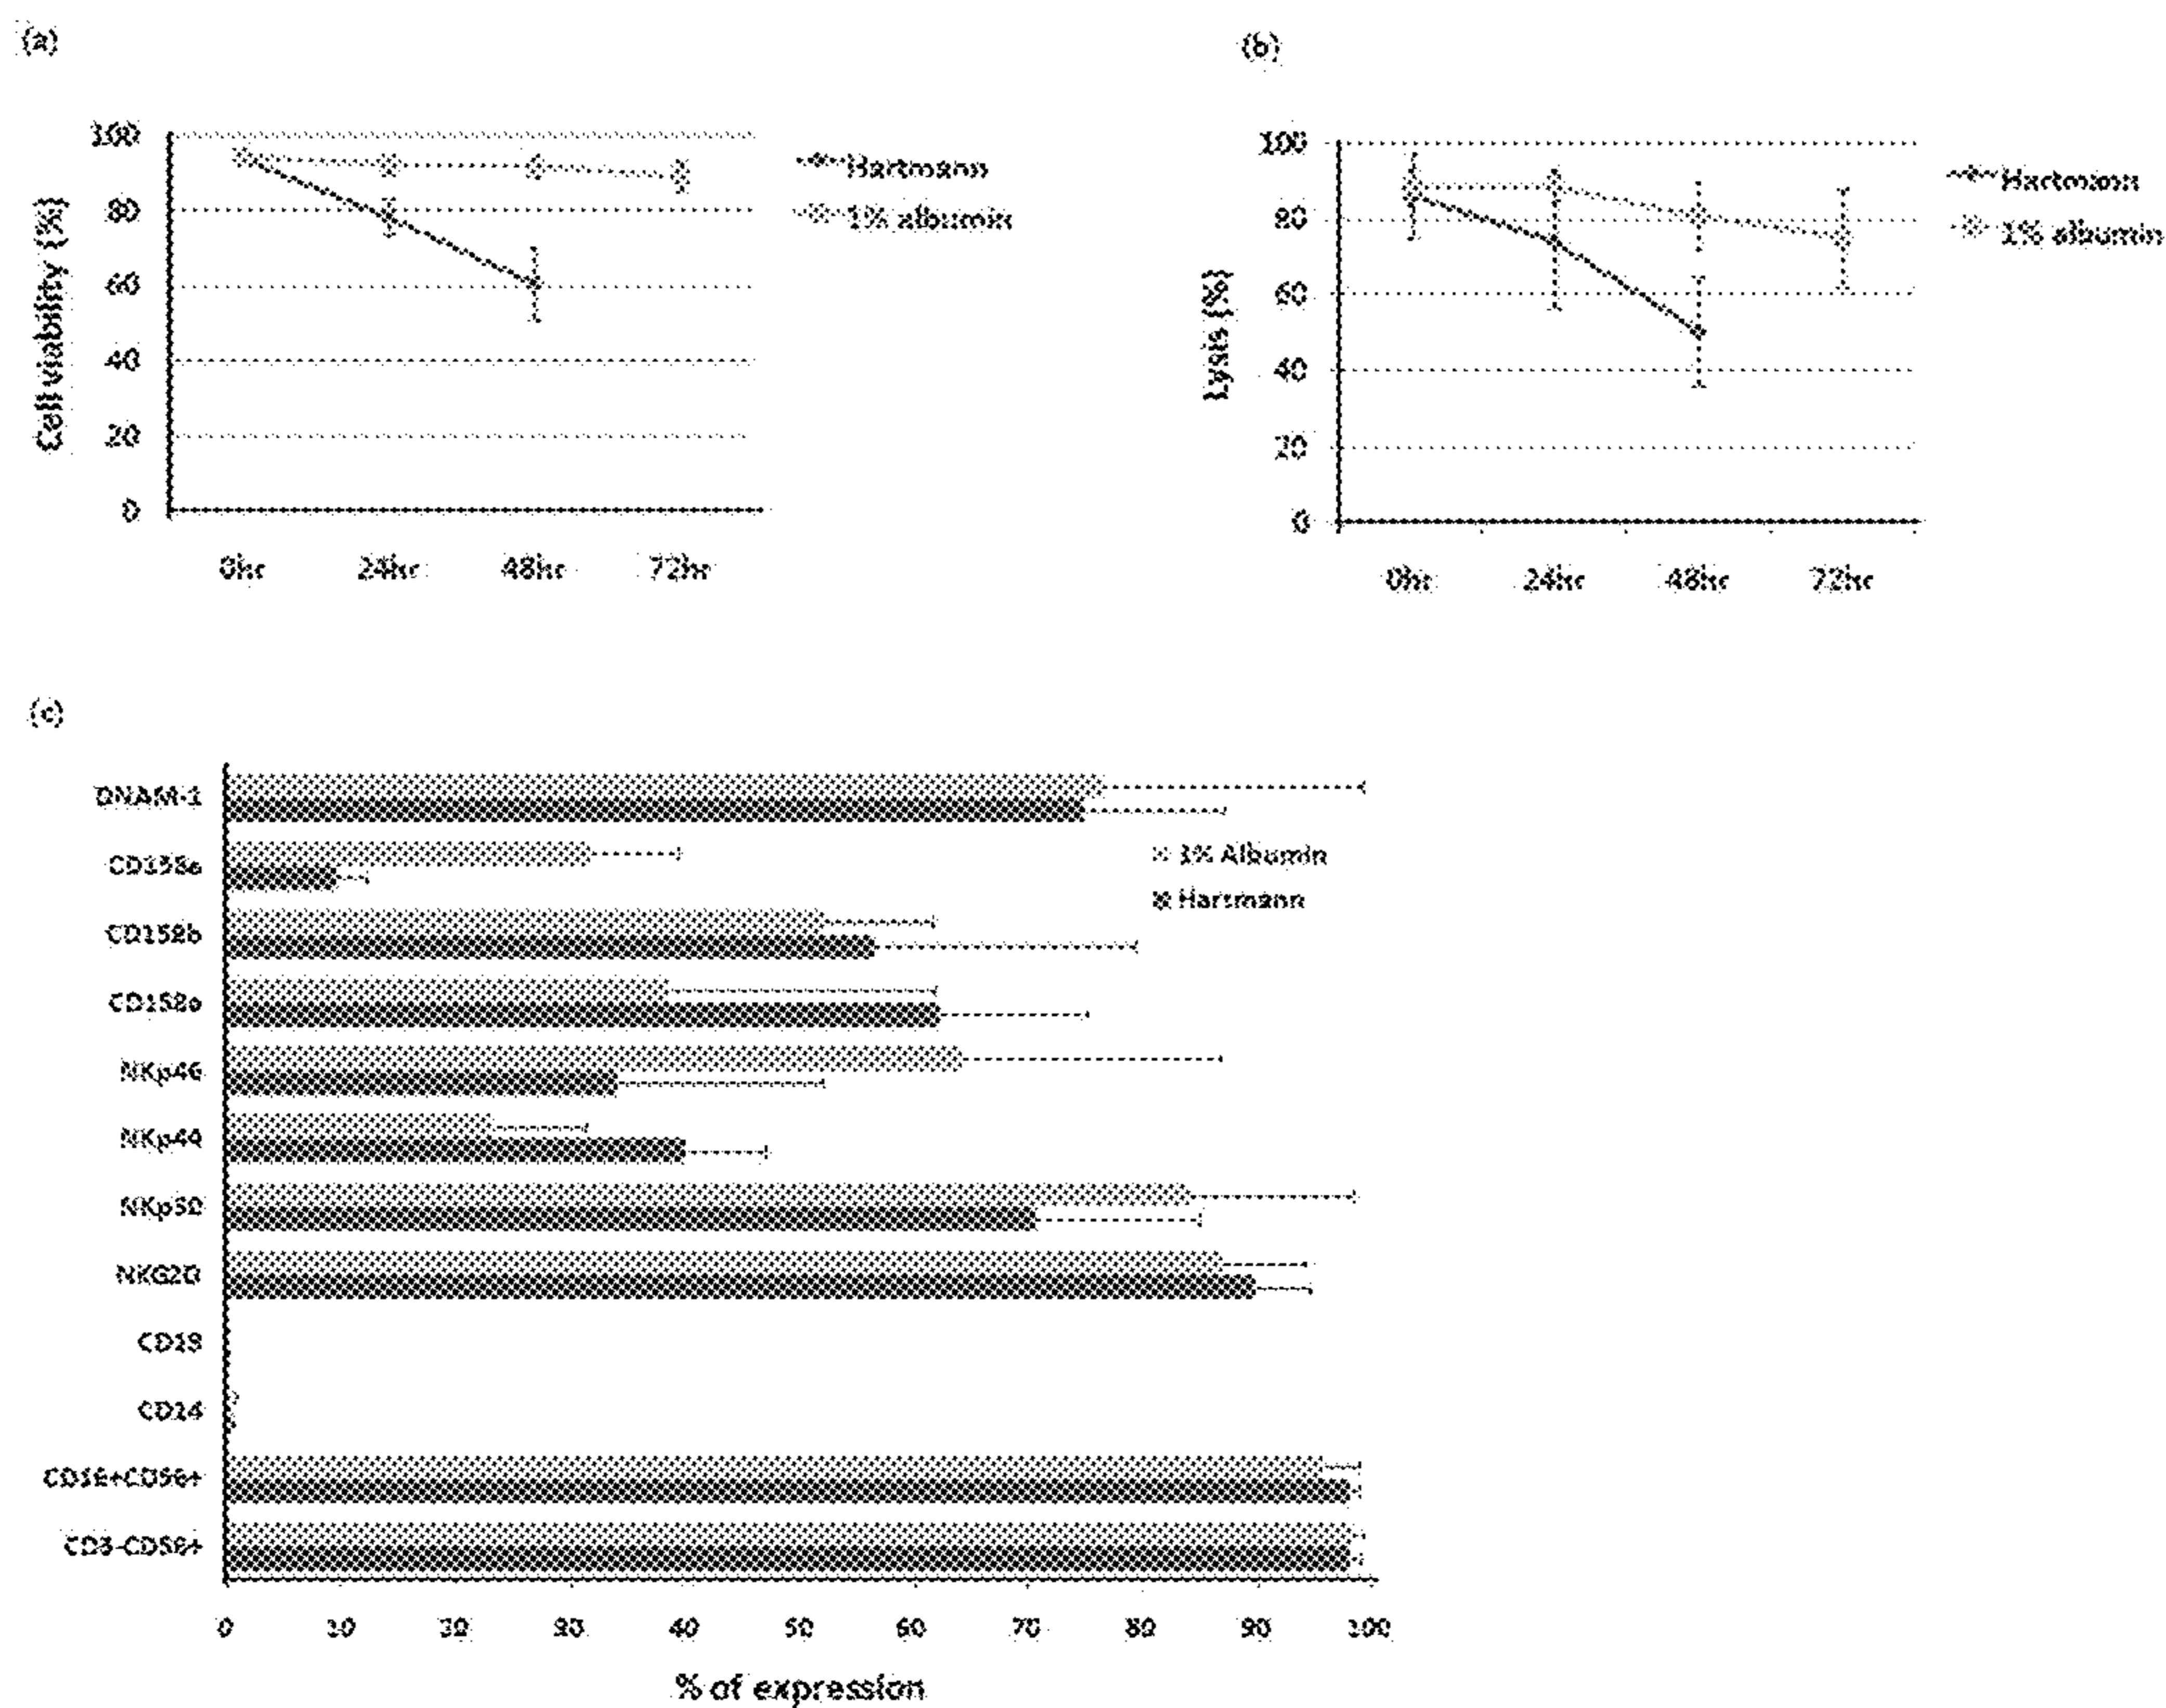 (a)
100
80
60
40
20
0
Cell viability (%)
0hr 24hr 48hr 72hr
Hartmann
1% albumin
(b)
100
80
60
40
20
0
Lysis (%)
0hr 24hr 48hr 72hr
Hartmann
1% albumin
(c)
DNAM-1
CD158b
NKp46
NKp44
NKp30
NKG2D
CD14
CD16+CD56+
CD3-CD56+
1% Albumin
Hartmann
0 10 20 30 40 50 60 70 80 90 100
% of expression